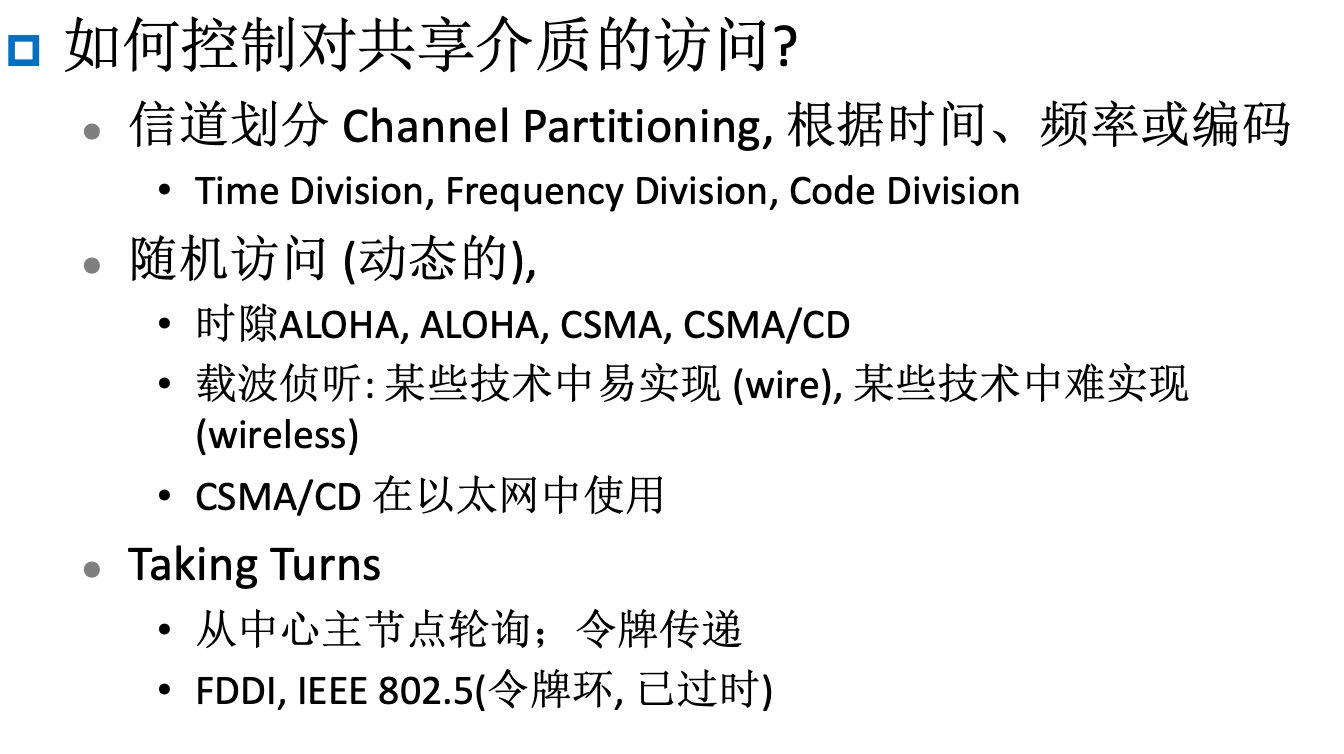 如何控制对共享介质的访问?
信道划分 Channel Partitioning, 根据时间、频率或编码
Time Division, Frequency Division, Code Division
随机访问 (动态的),
时隙ALOHA, ALOHA, CSMA, CSMA/CD
载波侦听: 某些技术中易实现 (wire), 某些技术中难实现
(wireless)
CSMA/CD 在以太网中使用
Taking Turns
从中心主节点轮询；令牌传递
FDDI, IEEE 802.5(令牌环, 已过时)